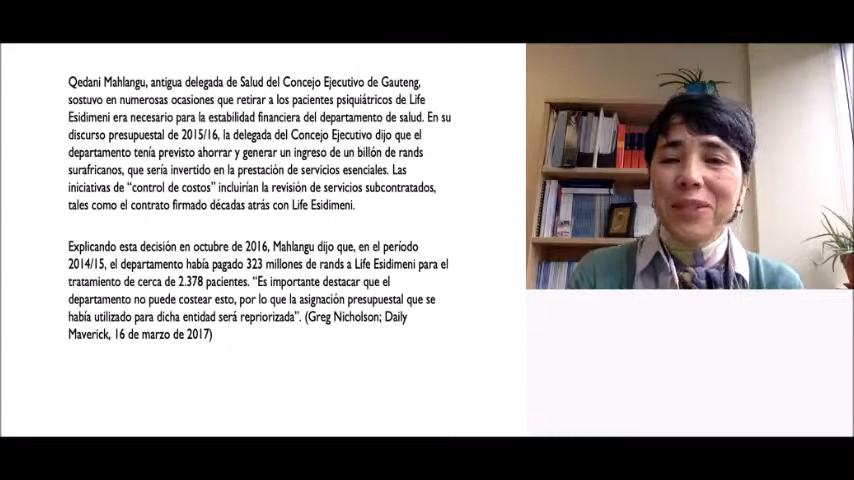 Qedani Mahlangu, antigua delegada de Salud del Concejo Ejecutivo de Gauteng,
sostuvo en numerosas ocasiones que retirar a los pacientes psiquiátricos de Life
Esidimeni era necesario para la estabilidad financiera del departamento de salud. En su
discurso presupuestal de 2015/16, la delegada del Concejo Ejecutivo dijo que el
departamento tenía previsto ahorrar y generar un ingreso de un billón de rands
surafricanos, que sería invertido en la prestación de servicios esenciales. Las
iniciativas de “control de costos” incluirían la revisión de servicios subcontratados,
tales como el contrato firmado décadas atrás con Life Esidimeni.
Explicando esta decisión en octubre de 2016, Mahlangu dijo que, en el período
2014/15, el departamento había pagado 323 millones de rands a Life Esidimeni para el
tratamiento de cerca de 2.378 pacientes. “Es importante destacar que el
departamento no puede costear esto, por lo que la asignación presupuestal que se
había utilizado para dicha entidad será repriorizada”. (Greg Nicholson; Daily
Maverick, 16 de marzo de 2017)